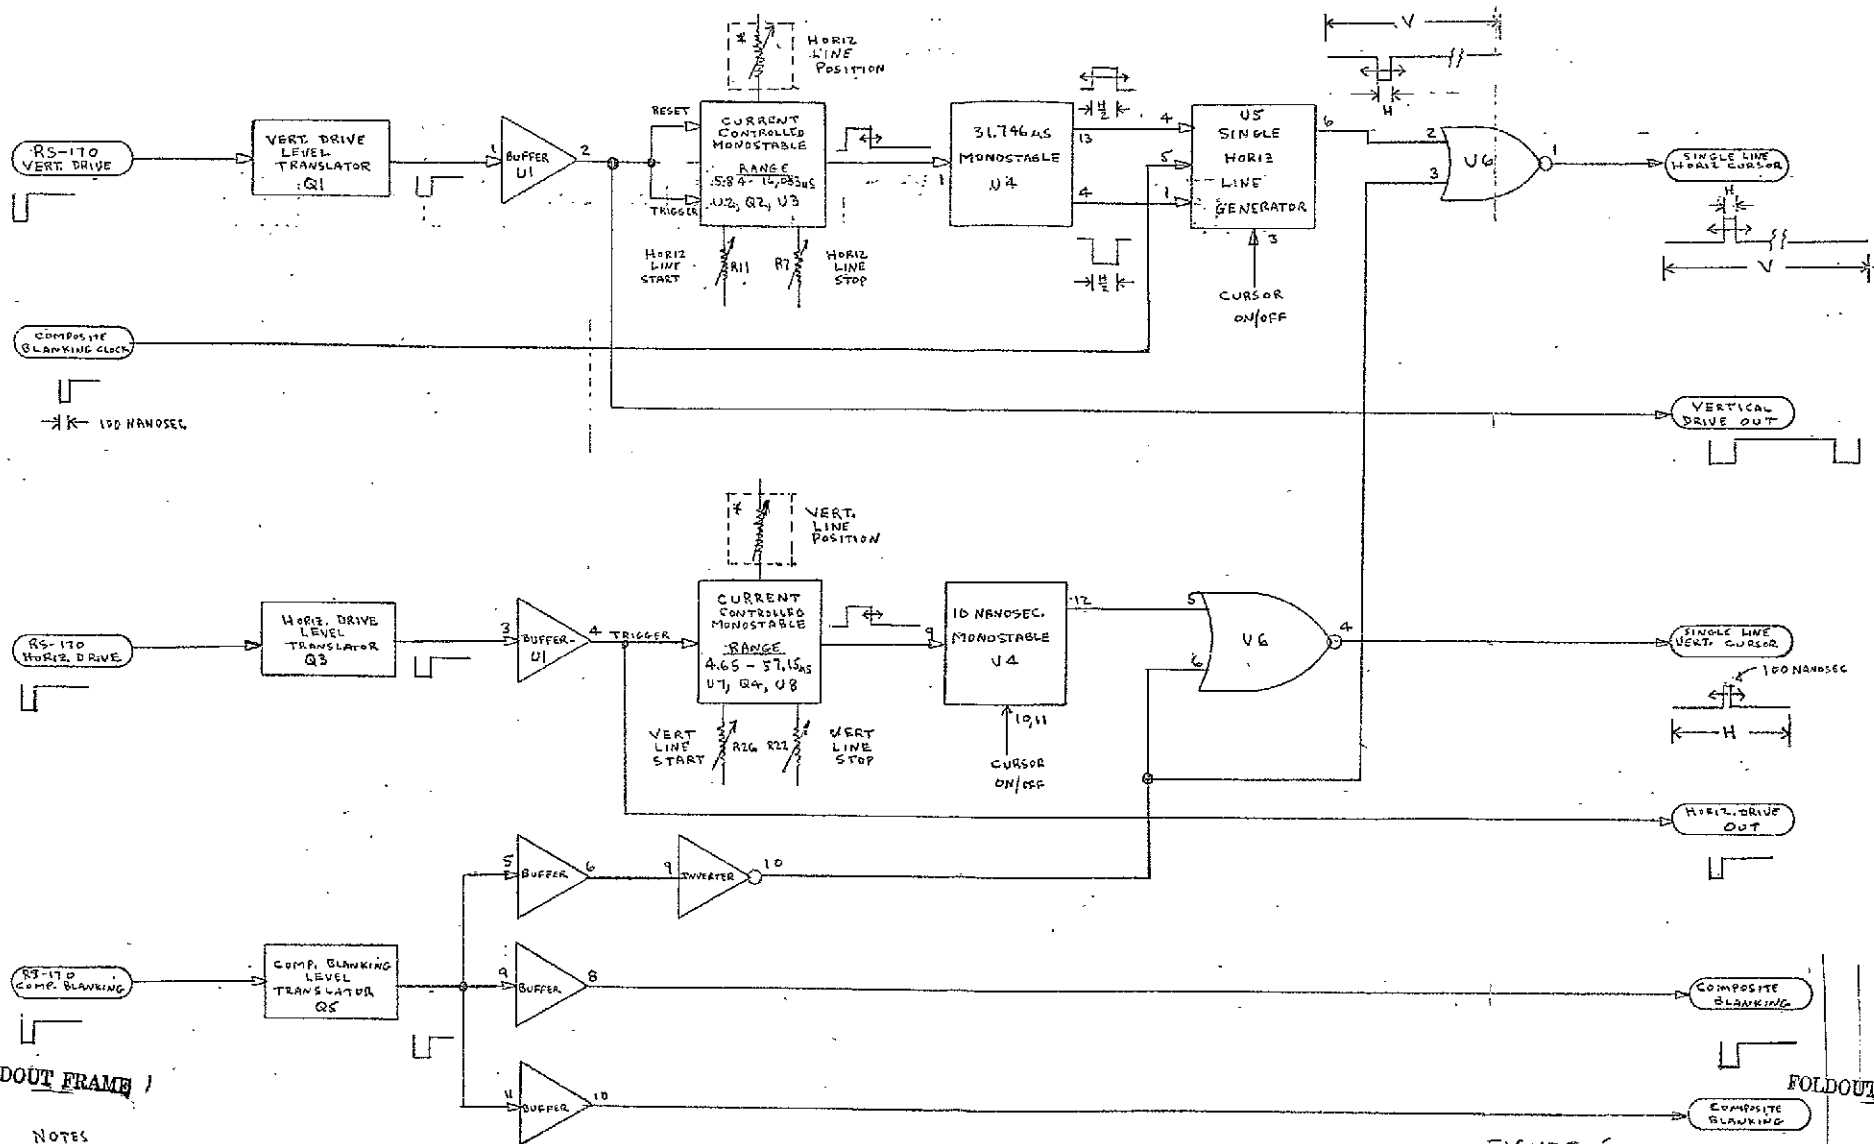 HORIZ
LINE
POSITION
*
V
H
RS-170
VERT. DRIVE
VERT. DRIVE
LEVEL
TRANSLATOR
Q1
1
BUFFER
U1
2
RESET
TRIGGER
CURRENT
CONTROLLED
MONOSTABLE
RANGE
U2, Q2, U3
HORIZ
LINE
START
R11
R7
HORIZ
LINE
STOP
1
31.746 µS
MONOSTABLE
U4
13
4
H/2
H/2
4
5
1
U5
SINGLE
HORIZ
LINE
GENERATOR
3
CURSOR
ON/OFF
6
2
3
U6
1
SINGLE LINE
HORIZ CURSOR
H
V
COMPOSITE
BLANKING CLOCK
100 NANOSEC
VERTICAL
DRIVE OUT
*
VERT.
LINE
POSITION
RS-170
HORIZ. DRIVE
HORIZ. DRIVE
LEVEL
TRANSLATOR
Q3
3
BUFFER
U1
4
TRIGGER
CURRENT
CONTROLLED
MONOSTABLE
RANGE
4.65 - 57.15 µS
U7, Q4, U8
VERT
LINE
START
R26
R22
VERT
LINE
STOP
9
10 NANOSEC.
MONOSTABLE
U4
12
10,11
CURSOR
ON/OFF
5
6
U6
4
SINGLE LINE
VERT. CURSOR
100 NANOSEC
H
HORIZ. DRIVE
OUT
5
BUFFER
6
9
INVERTER
10
RS-170
COMP. BLANKING
COMP. BLANKING
LEVEL
TRANSLATOR
Q5
9
BUFFER
8
COMPOSITE
BLANKING
11
BUFFER
10
COMPOSITE
BLANKING
DOUT FRAME
FOLDOUT
NOTES